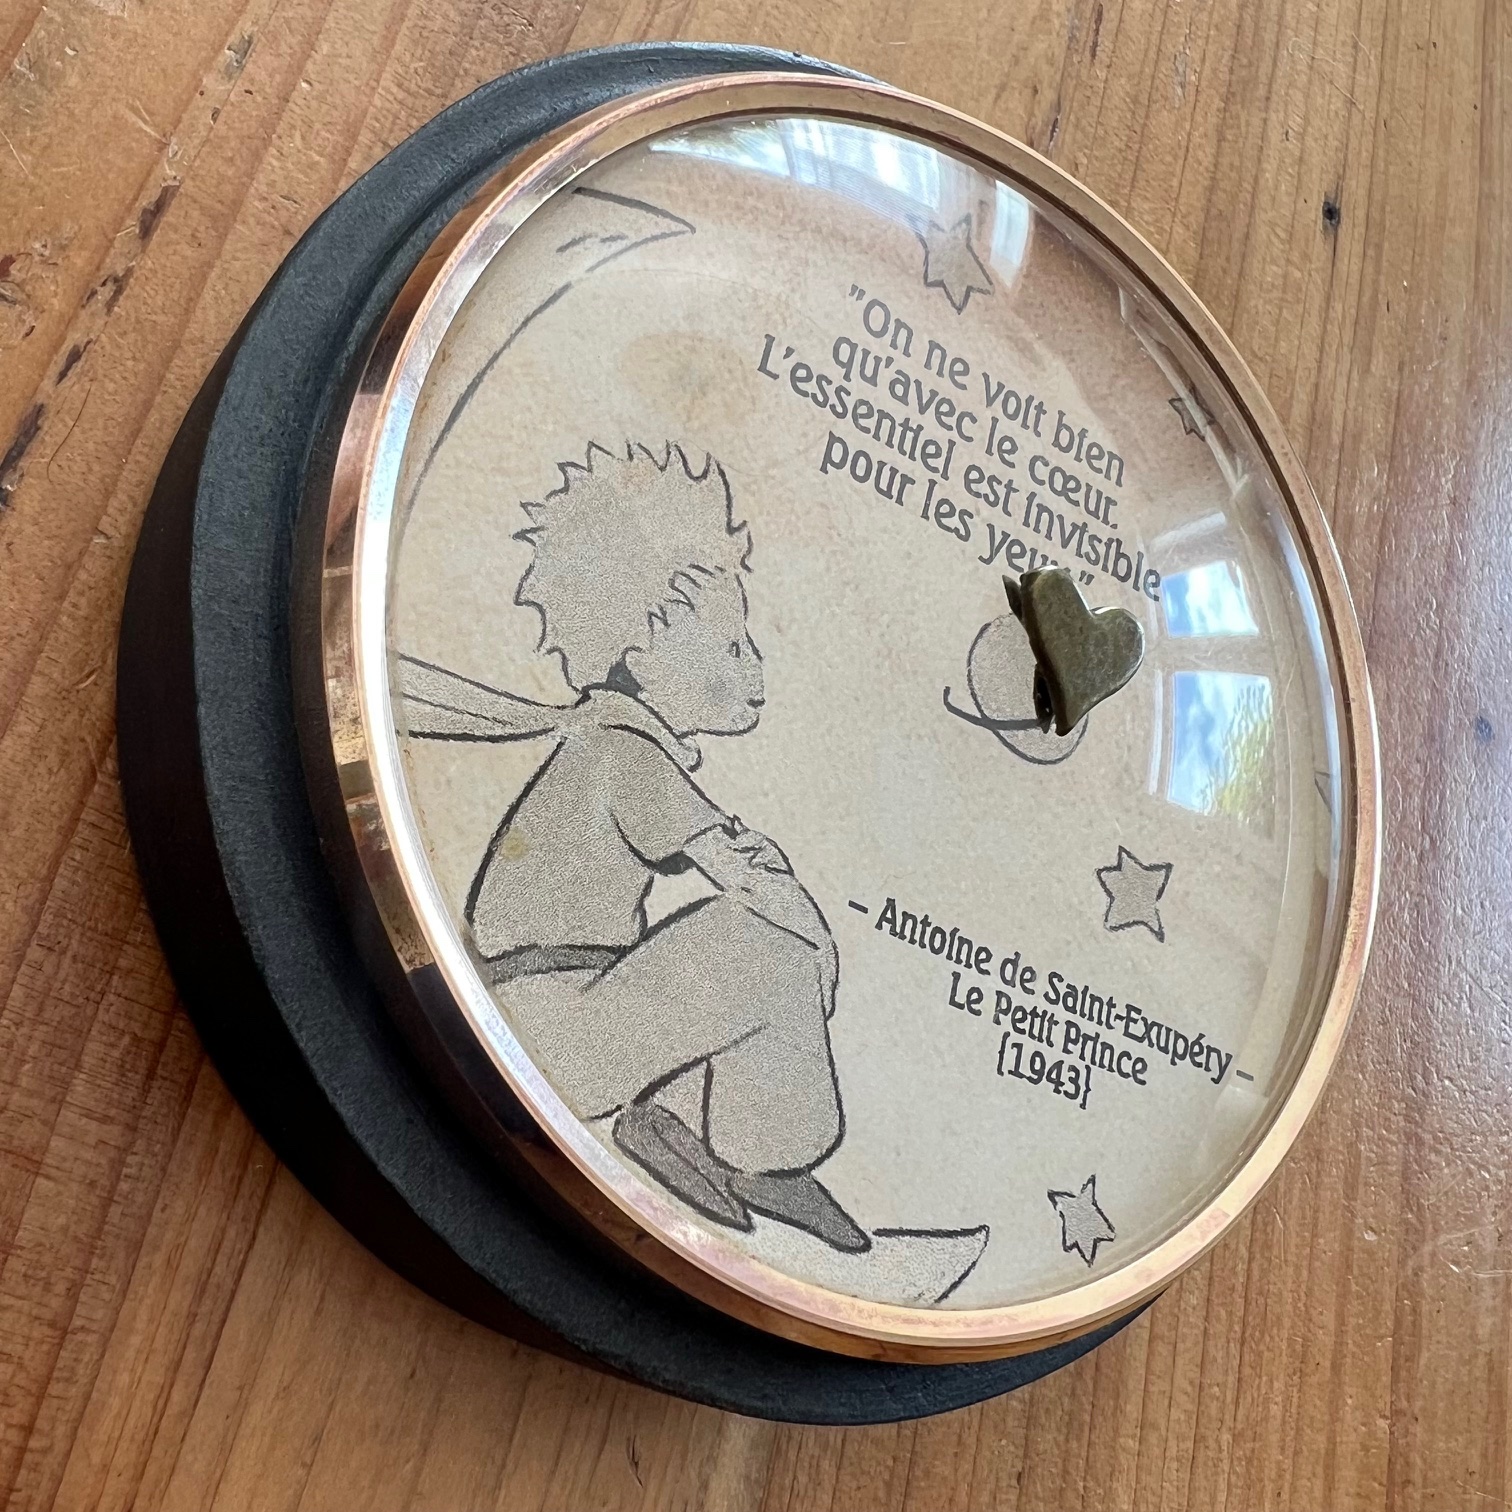 "On ne voit bien
qu'avec le cœur.
L'essentiel est invisible
pour les yeux."
– Antoine de Saint-Exupéry –
Le Petit Prince
{1943}